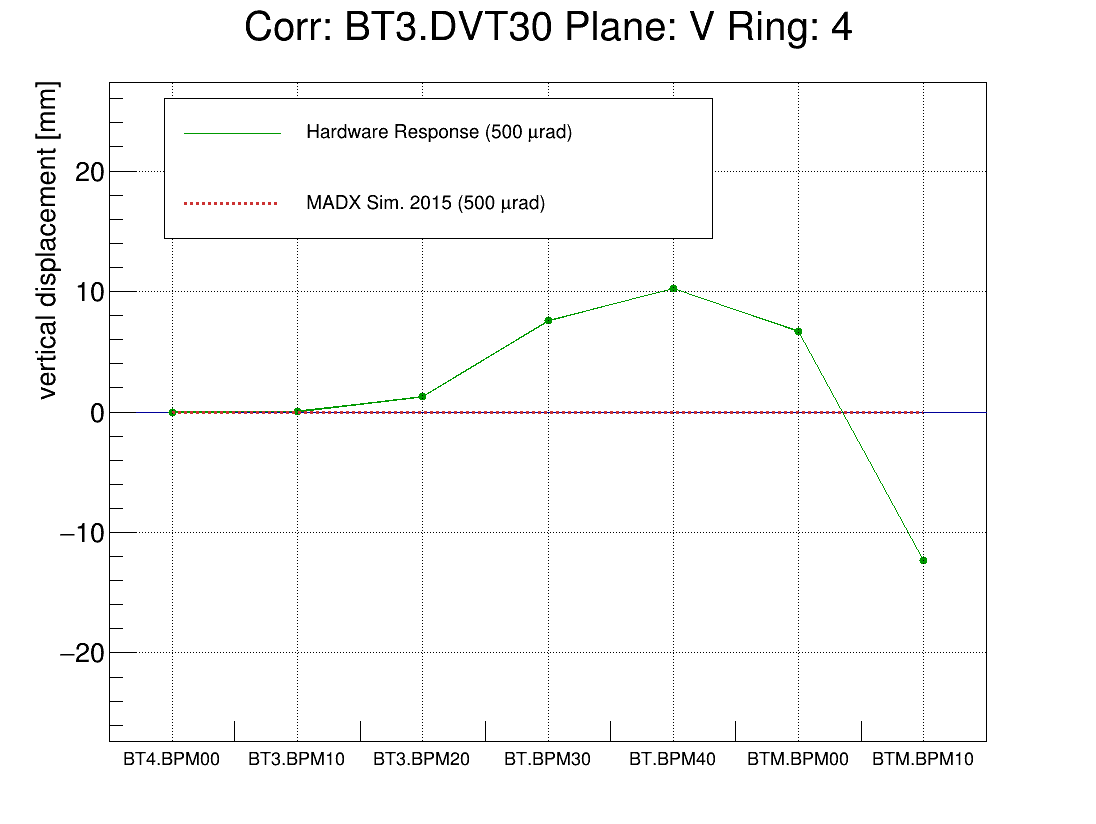 Corr: BT3.DVT30 Plane: V Ring: 4
vertical displacement [mm]
Hardware Response (500 μrad)
MADX Sim. 2015 (500 μrad)
20
10
0
−10
−20
BT4.BPM00 BT3.BPM10 BT3.BPM20 BT.BPM30 BT.BPM40 BTM.BPM00 BTM.BPM10